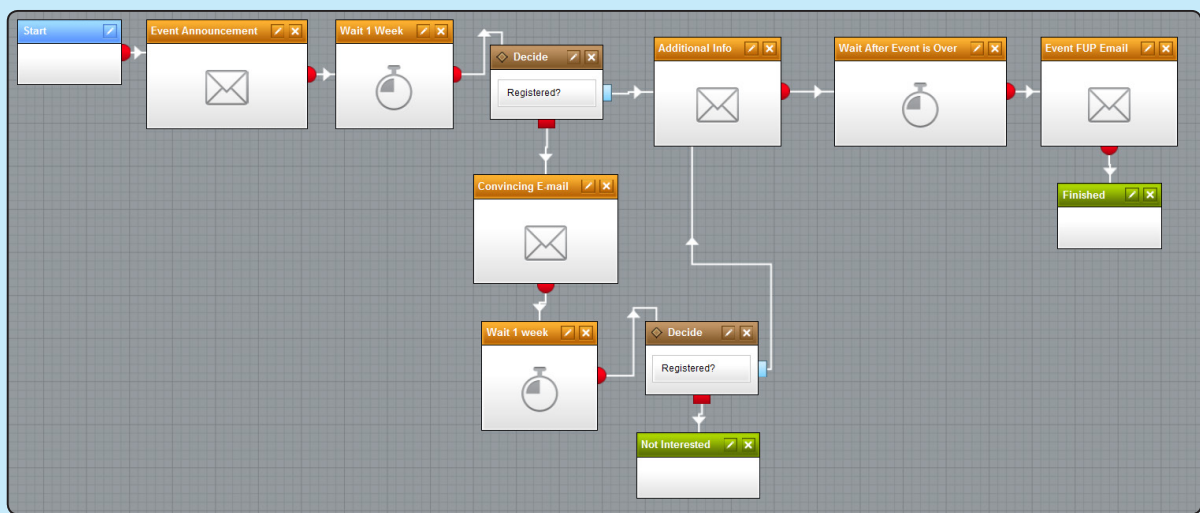 Start
Event Announcement
Wait 1 Week
Decide
Registered?
Additional Info
Wait After Event is Over
Event FUP Email
Convincing E-mail
Finished
Wait 1 week
Decide
Registered?
Not Interested